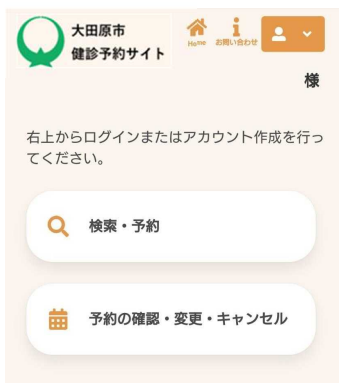 大田原市
健診予約サイト
Home
お問い合わせ
様
右上からログインまたはアカウント作成を行っ
てください。
検索・予約
予約の確認・変更・キャンセル